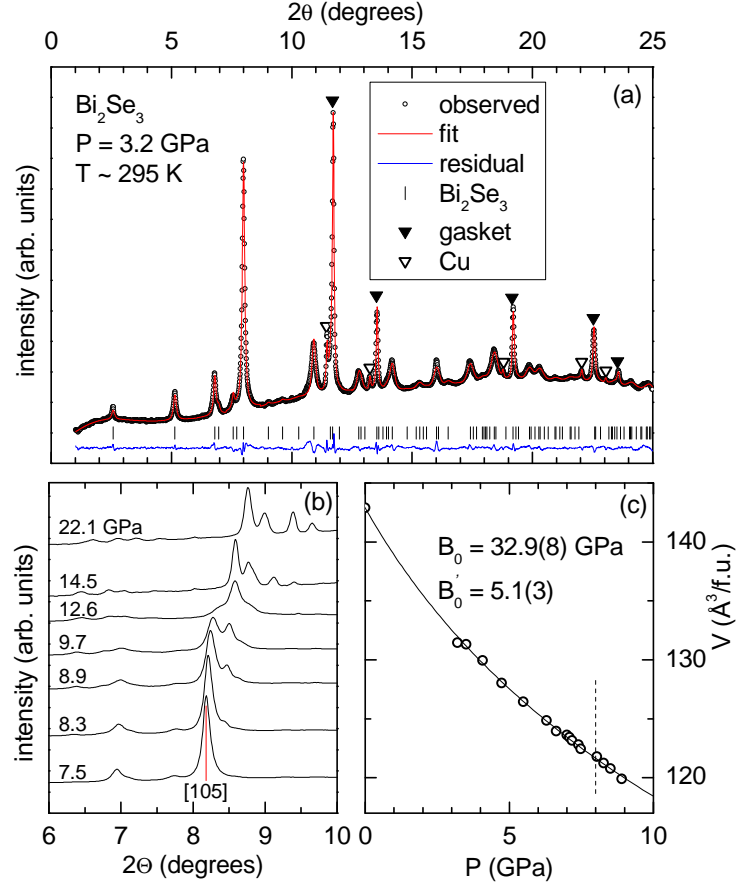 2θ (degrees)
0 5 10 15 20 25
(a)
Bi₂Se₃
P = 3.2 GPa
T ~ 295 K
observed
fit
residual
Bi₂Se₃
gasket
Cu
intensity (arb. units)
(b)
22.1 GPa
14.5
12.6
9.7
8.9
8.3
7.5
[105]
intensity (arb. units)
6 7 8 9 10
2Θ (degrees)
(c)
B₀ = 32.9(8) GPa
B₀' = 5.1(3)
140
130
120
V (Å³/f.u.)
0 5 10
P (GPa)